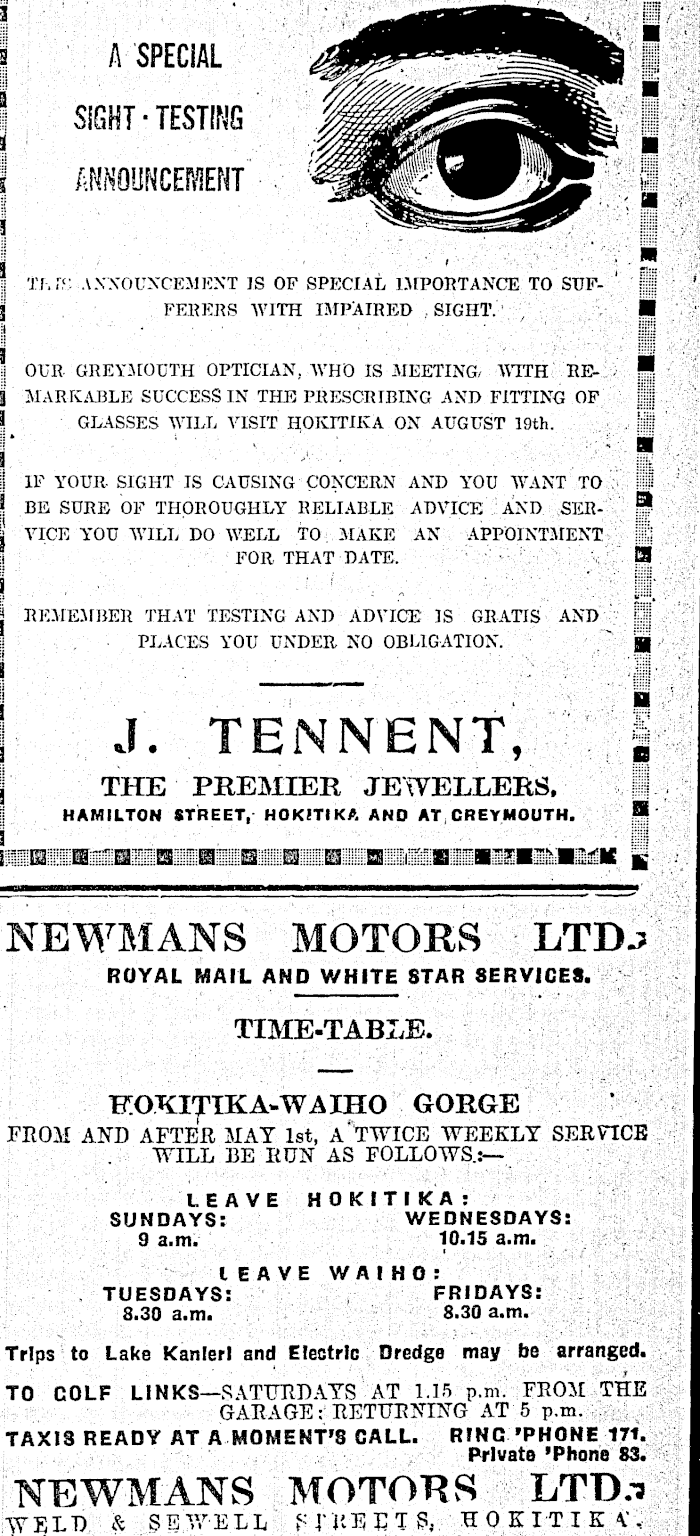 A SPECIAL
SIGHT · TESTING
ANNOUNCEMENT
THIS ANNOUNCEMENT IS OF SPECIAL IMPORTANCE TO SUF-
FERERS WITH IMPAIRED SIGHT.
OUR GREYMOUTH OPTICIAN, WHO IS MEETING WITH RE-
MARKABLE SUCCESS IN THE PRESCRIBING AND FITTING OF
GLASSES WILL VISIT HOKITIKA ON AUGUST 19th.
IF YOUR SIGHT IS CAUSING CONCERN AND YOU WANT TO
BE SURE OF THOROUGHLY RELIABLE ADVICE AND SER-
VICE YOU WILL DO WELL TO MAKE AN APPOINTMENT
FOR THAT DATE.
REMEMBER THAT TESTING AND ADVICE IS GRATIS AND
PLACES YOU UNDER NO OBLIGATION.
J. TENNENT,
THE PREMIER JEWELLERS,
HAMILTON STREET, HOKITIKA AND AT GREYMOUTH.
NEWMANS MOTORS LTD.,
ROYAL MAIL AND WHITE STAR SERVICES.
TIME-TABLE.
HOKITIKA-WAIHO GORGE
FROM AND AFTER MAY 1st, A TWICE WEEKLY SERVICE
WILL BE RUN AS FOLLOWS.:—
LEAVE HOKITIKA:
SUNDAYS: WEDNESDAYS:
9 a.m. 10.15 a.m.
LEAVE WAIHO:
TUESDAYS: FRIDAYS:
8.30 a.m. 8.30 a.m.
Trips to Lake Kanieri and Electric Dredge may be arranged.
TO GOLF LINKS—SATURDAYS AT 1.15 p.m. FROM THE
GARAGE; RETURNING AT 5 p.m.
TAXIS READY AT A MOMENT'S CALL. RING 'PHONE 171.
Private 'Phone 83.
NEWMANS MOTORS LTD.,
WELD & SEWELL STREETS, HOKITIKA.